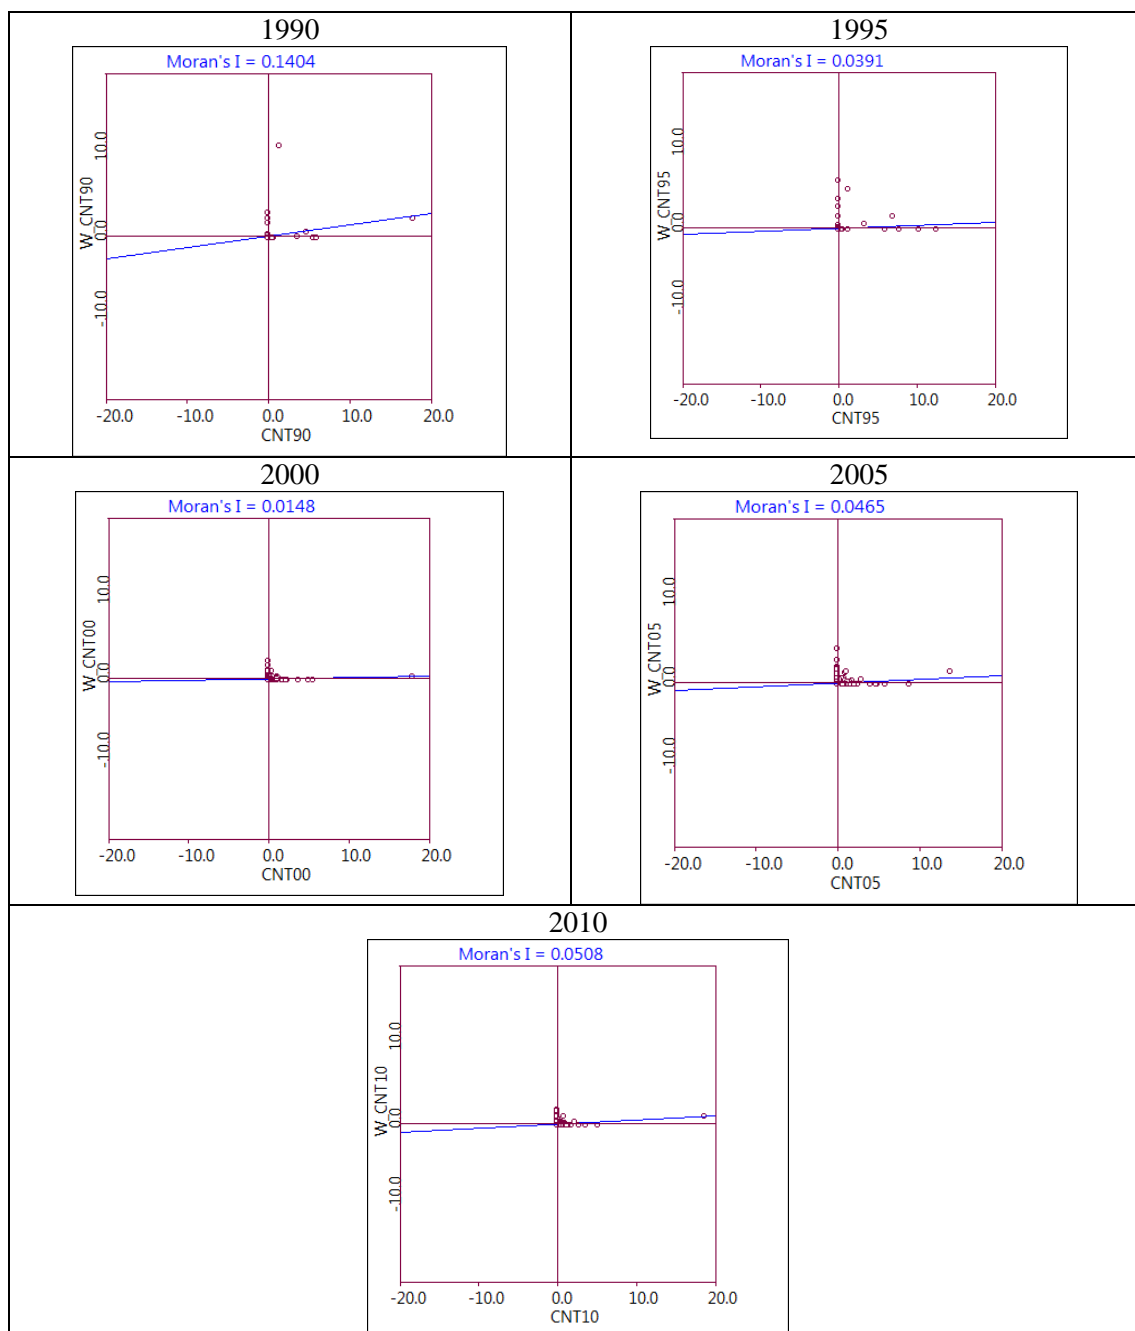 1990
Moran's I = 0.1404
10.0
W_CNT90
0.0
-10.0
-20.0 -10.0 0.0 10.0 20.0
CNT90
1995
Moran's I = 0.0391
10.0
W_CNT95
0.0
-10.0
-20.0 -10.0 0.0 10.0 20.0
CNT95
2000
Moran's I = 0.0148
10.0
W_CNT00
0.0
-10.0
-20.0 -10.0 0.0 10.0 20.0
CNT00
2005
Moran's I = 0.0465
10.0
W_CNT05
0.0
-10.0
-20.0 -10.0 0.0 10.0 20.0
CNT05
2010
Moran's I = 0.0508
10.0
W_CNT10
0.0
-10.0
-20.0 -10.0 0.0 10.0 20.0
CNT10